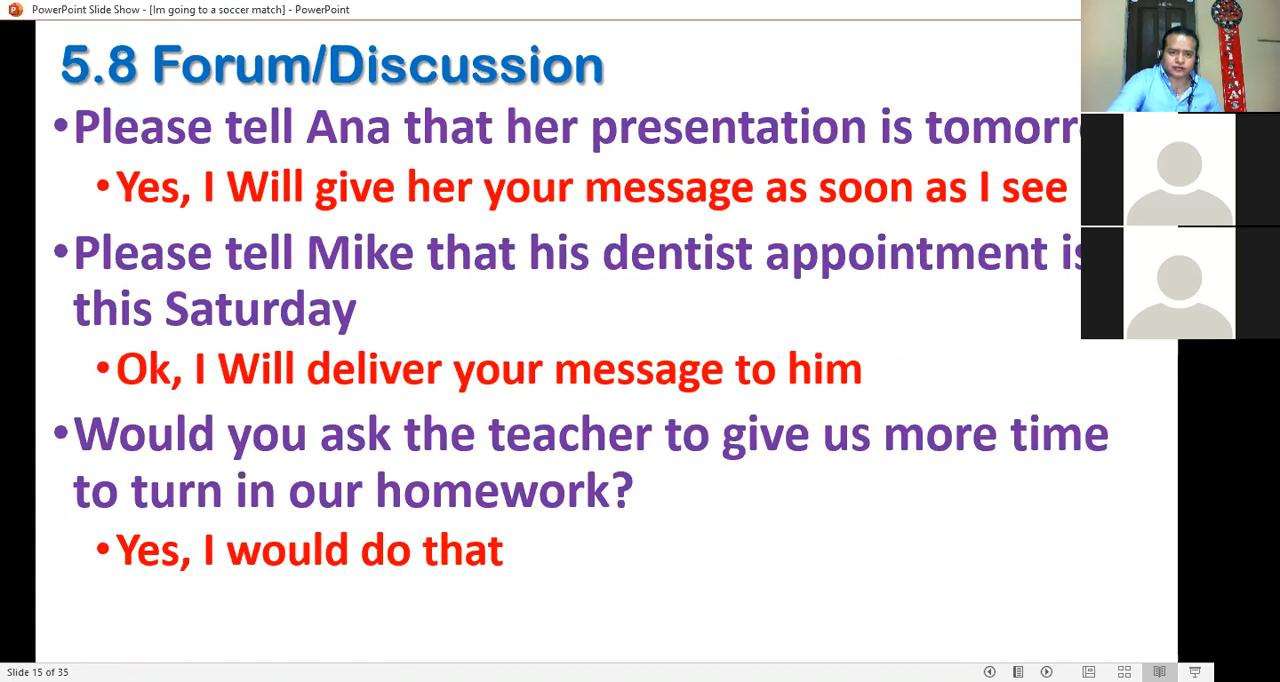 PowerPoint Slide Show - [Im going to a soccer match] - PowerPoint
5.8 Forum/Discussion
•Please tell Ana that her presentation is
•Yes, I Will give her your message as soon as I see
•Please tell Mike that his dentist appointment is
this Saturday
•Ok, I Will deliver your message to him
•Would you ask the teacher to give us more time
to turn in our homework?
•Yes, I would do that
Slide 15 of 35